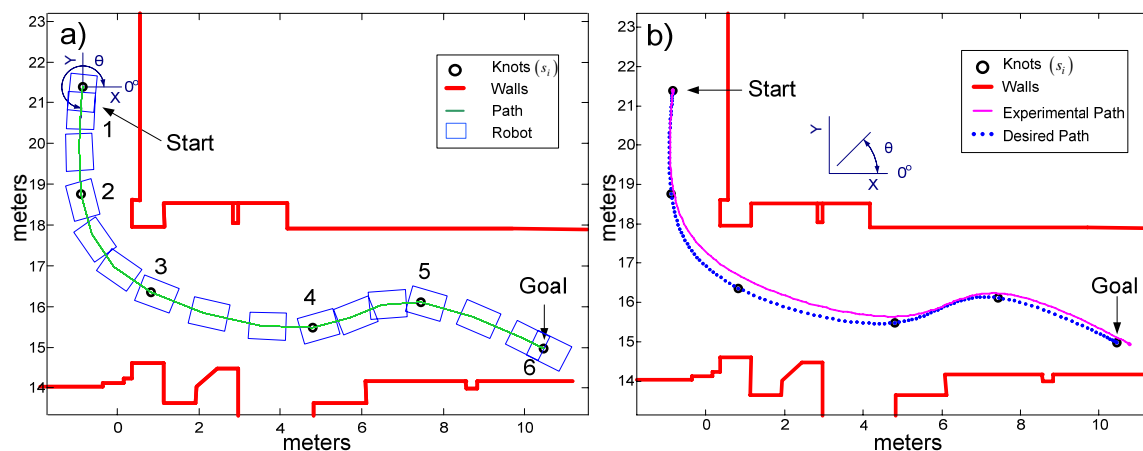 a)
23
22
21
20
19
18
17
16
15
14
meters
0
2
4
6
8
10
meters
Y
θ
X
0°
Start
1
2
3
4
5
6
Goal
Knots (s_i)
Walls
Path
Robot
b)
23
22
21
20
19
18
17
16
15
14
meters
0
2
4
6
8
10
meters
Start
Y
θ
X
0°
Goal
Knots (s_i)
Walls
Experimental Path
Desired Path